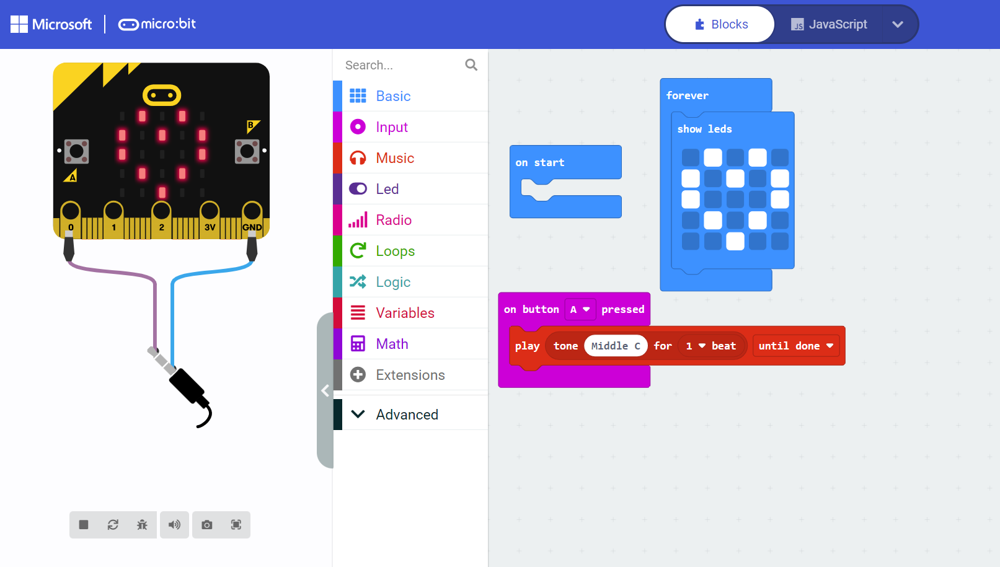 Microsoft
micro:bit
Blocks
JS
JavaScript
B
A
0 1 2 3V GND
Search...
Basic
Input
Music
Led
Radio
Loops
Logic
Variables
Math
Extensions
Advanced
on start
forever
show leds
on button A pressed
play tone Middle C for 1 beat until done